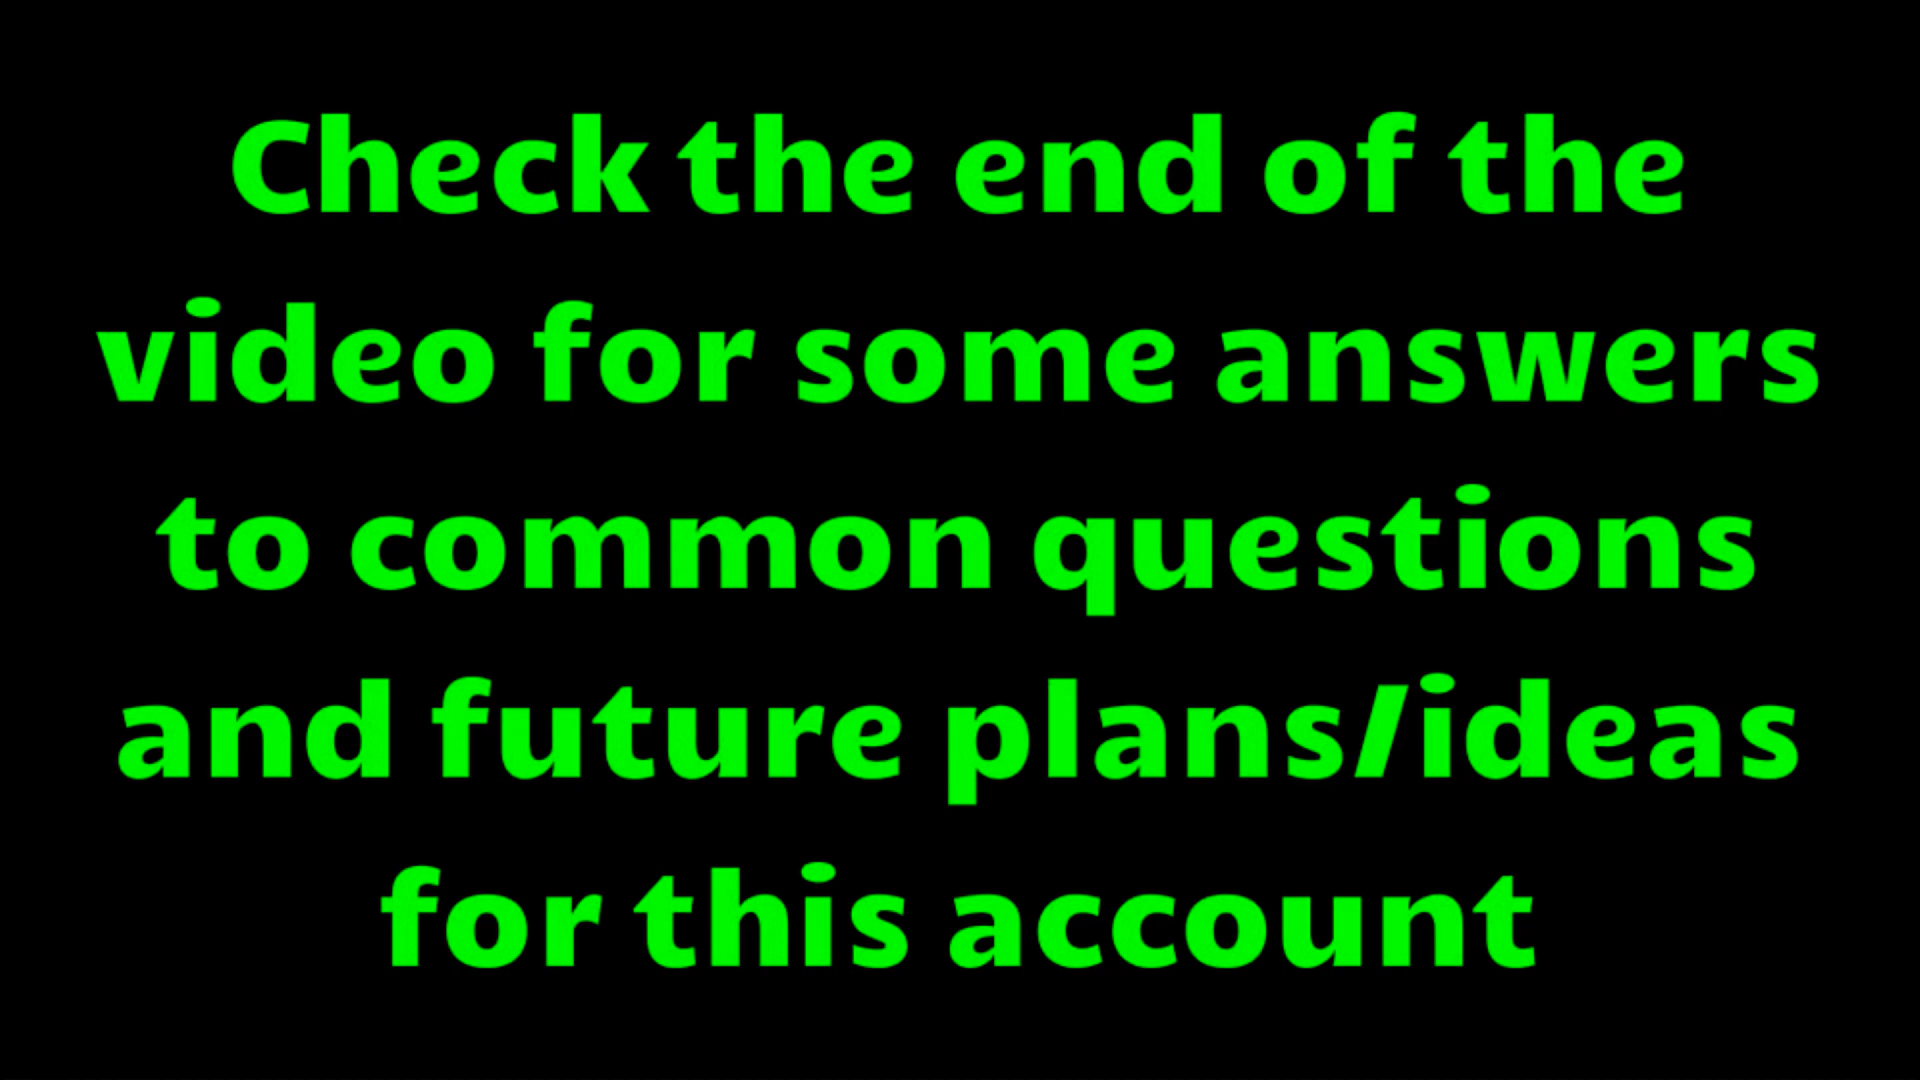 Check the end of the
video for some answers
to common questions
and future plans/ideas
for this account